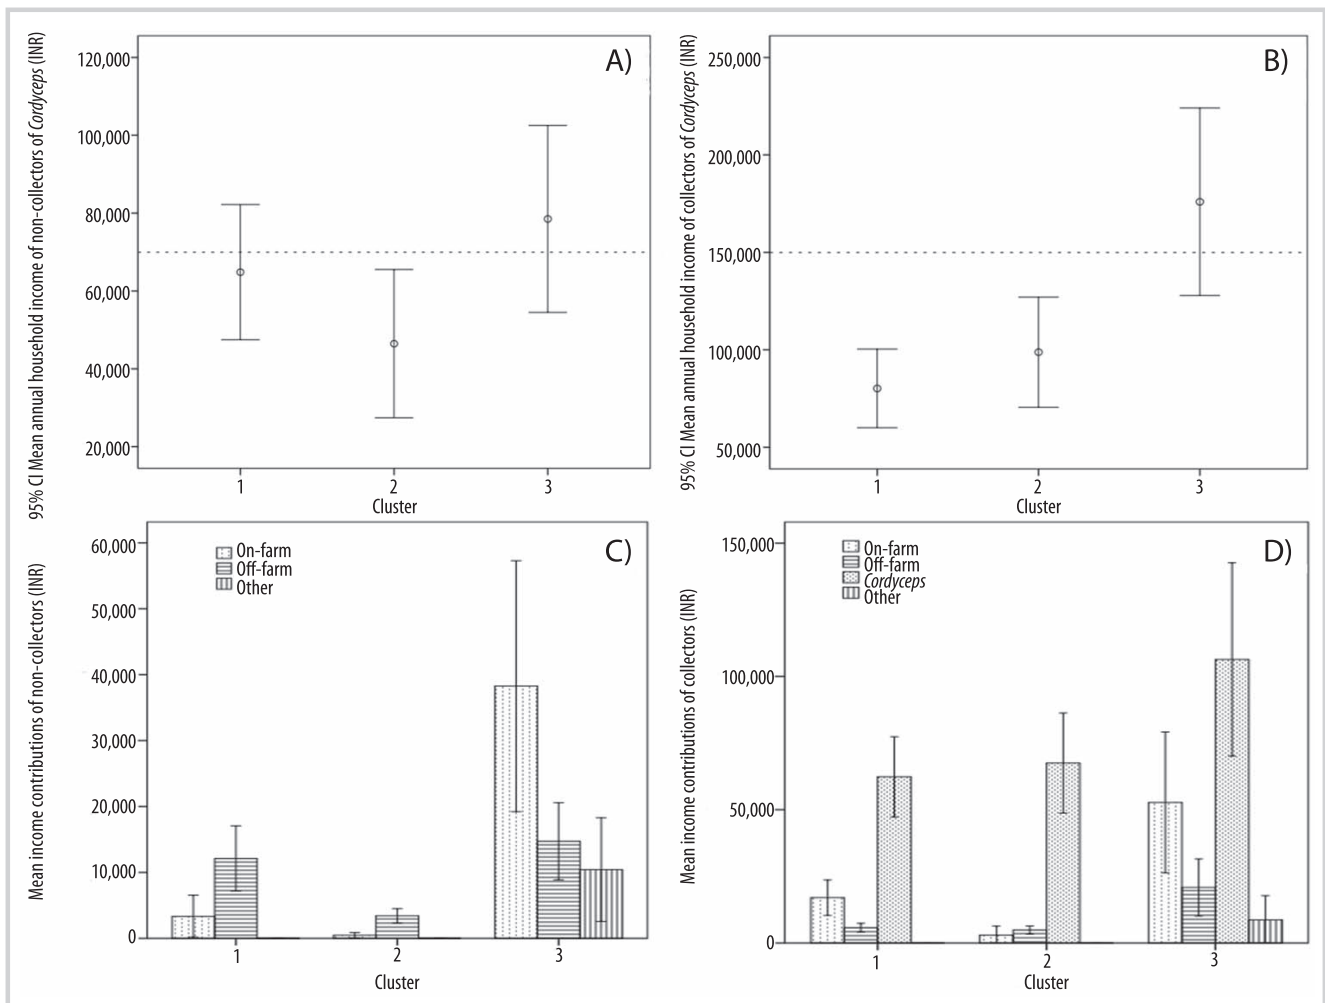 A)
95% CI Mean annual household income of non-collectors of Cordyceps (INR)
120,000
100,000
80,000
60,000
40,000
20,000
1 2 3
Cluster
B)
95% CI Mean annual household income of collectors of Cordyceps (INR)
250,000
200,000
150,000
100,000
50,000
1 2 3
Cluster
C)
Mean income contributions of non-collectors (INR)
60,000
50,000
40,000
30,000
20,000
10,000
0
On-farm
Off-farm
Other
1 2 3
Cluster
D)
Mean income contributions of collectors (INR)
150,000
100,000
50,000
0
On-farm
Off-farm
Cordyceps
Other
1 2 3
Cluster